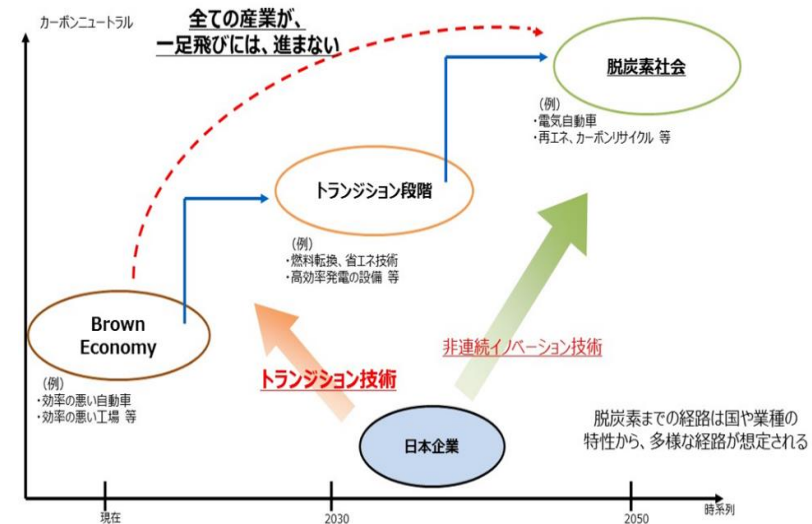 カーボンニュートラル
全ての産業が、
一足飛びには、進まない
脱炭素社会
(例)
・電気自動車
・再エネ、カーボンリサイクル 等
トランジション段階
(例)
・燃料転換、省エネ技術
・高効率発電の設備 等
Brown
Economy
(例)
・効率の悪い自動車
・効率の悪い工場 等
トランジション技術
非連続イノベーション技術
日本企業
脱炭素までの経路は国や業種の
特性から、多様な経路が想定される
現在
2030
2050
時系列